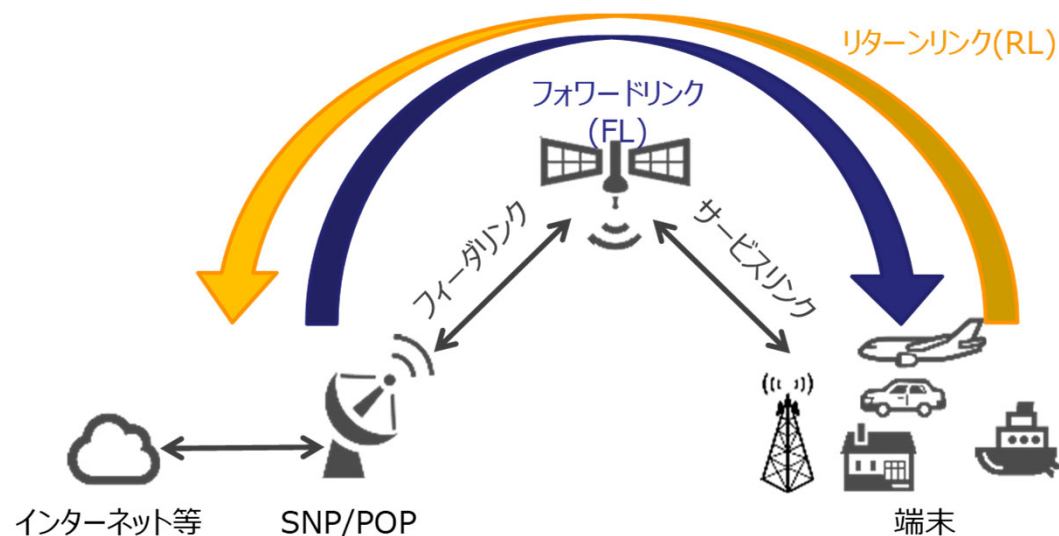 リターンリンク(RL)
フォワードリンク
(FL)
フィーダリンク
サービスリンク
インターネット等
SNP/POP
端末